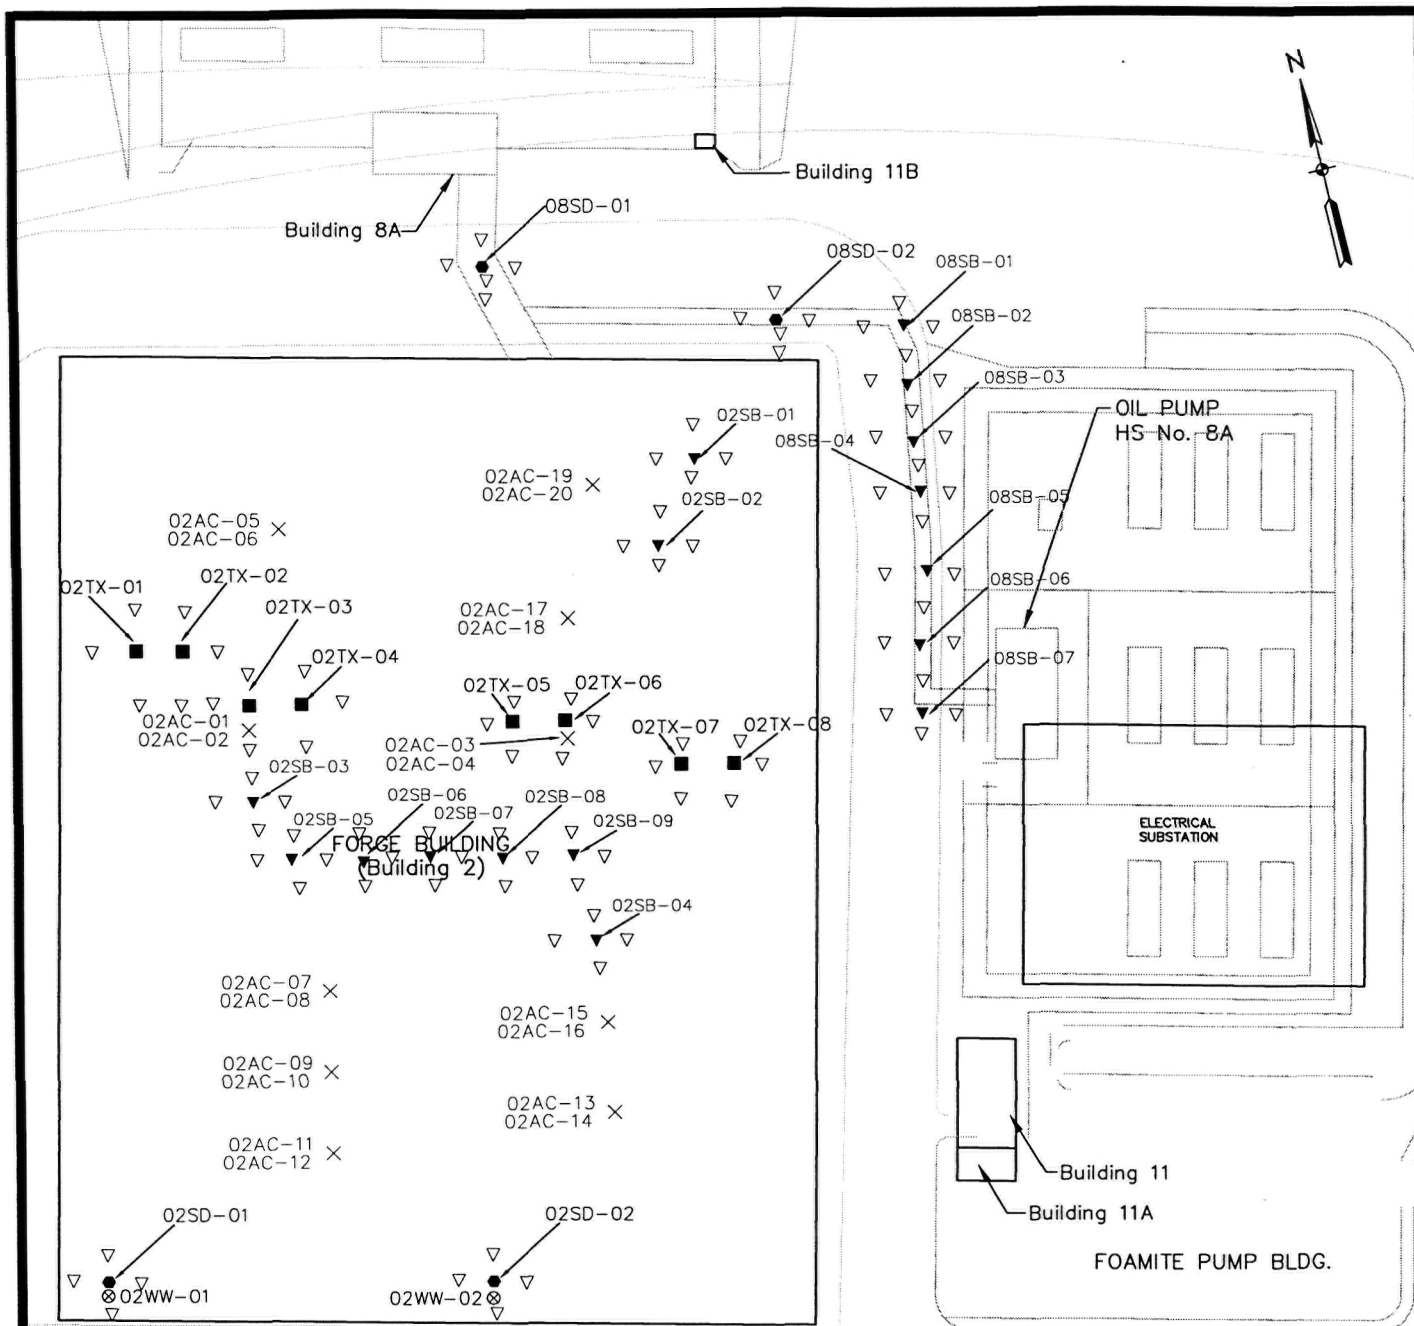 N
Building 11B
08SD-01
Building 8A
08SD-02
08SB-01
08SB-02
08SB-03
OIL PUMP
HS No. 8A
02SB-01
08SB-04
02AC-19
02AC-20
02SB-02
08SB-05
02AC-05
02AC-06
02TX-01
02TX-02
02TX-03
08SB-06
02AC-17
02AC-18
02TX-04
08SB-07
02TX-05
02TX-06
02AC-01
02AC-02
02TX-07
02TX-08
02AC-03
02AC-04
02SB-03
02SB-06
02SB-08
02SB-05
02SB-07
02SB-09
ELECTRICAL
SUBSTATION
FORGE BUILDING
(Building 2)
02SB-04
02AC-07
02AC-08
02AC-15
02AC-16
02AC-09
02AC-10
02AC-13
02AC-14
02AC-11
02AC-12
Building 11
Building 11A
02SD-01
02SD-02
FOAMITE PUMP BLDG.
02WW-01
02WW-02